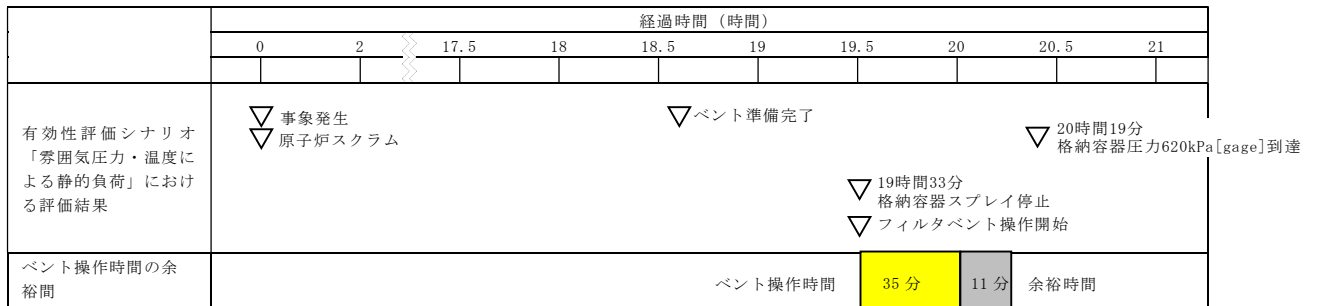 経過時間（時間）
0 2 17.5 18 18.5 19 19.5 20 20.5 21
有効性評価シナリオ
「雰囲気圧力・温度に
よる静的負荷」におけ
る評価結果
事象発生
原子炉スクラム
ベント準備完了
20時間19分
格納容器圧力620kPa[gage]到達
19時間33分
格納容器スプレイ停止
フィルタベント操作開始
ベント操作時間の余
裕間
ベント操作時間 35 分 11 分 余裕時間